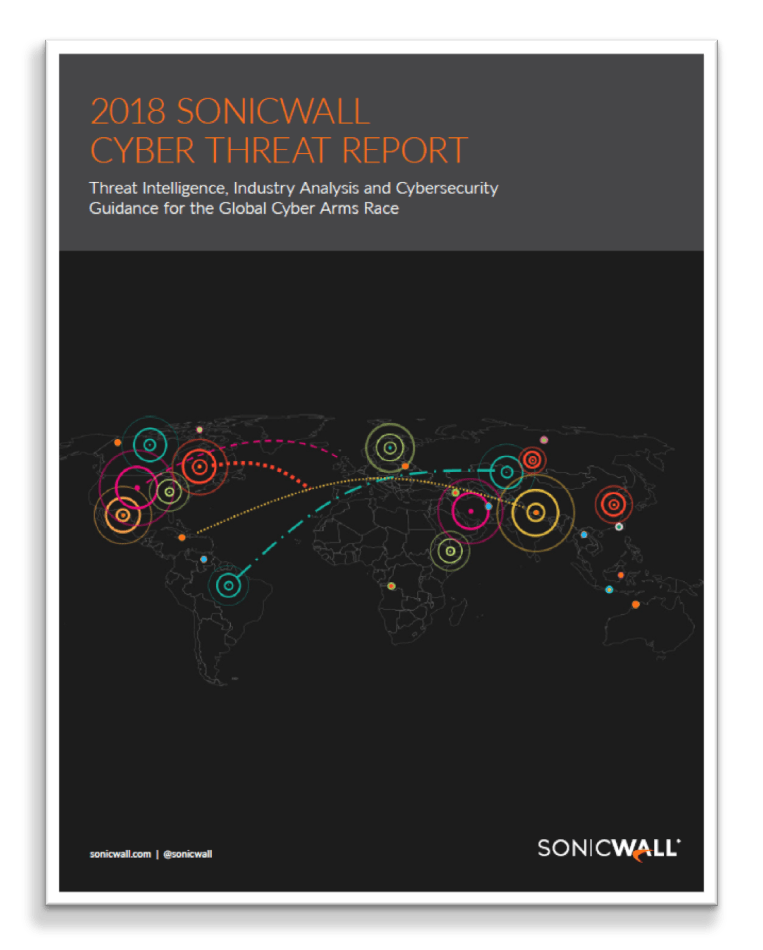 2018 SONICWALL
CYBER THREAT REPORT
Threat Intelligence, Industry Analysis and Cybersecurity
Guidance for the Global Cyber Arms Race
sonicwall.com | @sonicwall
SONICWALL